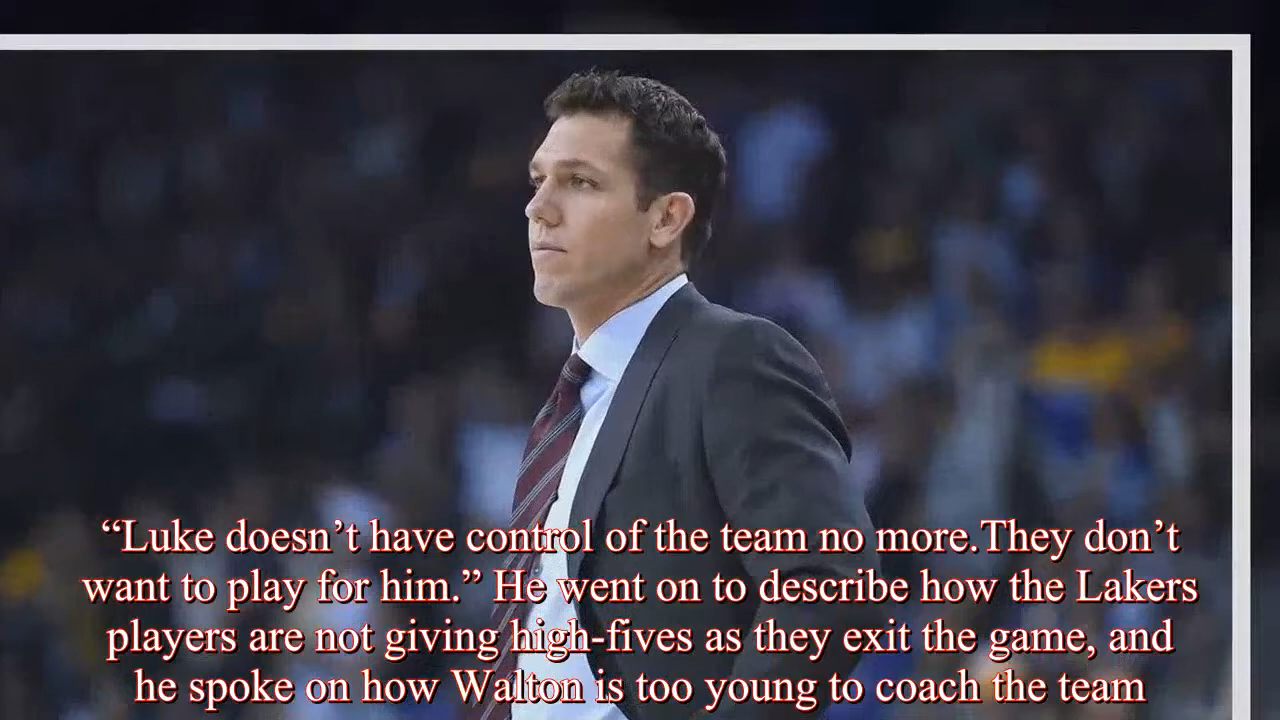 “Luke doesn’t have control of the team no more.They don’t
want to play for him.” He went on to describe how the Lakers
players are not giving high-fives as they exit the game, and
he spoke on how Walton is too young to coach the team